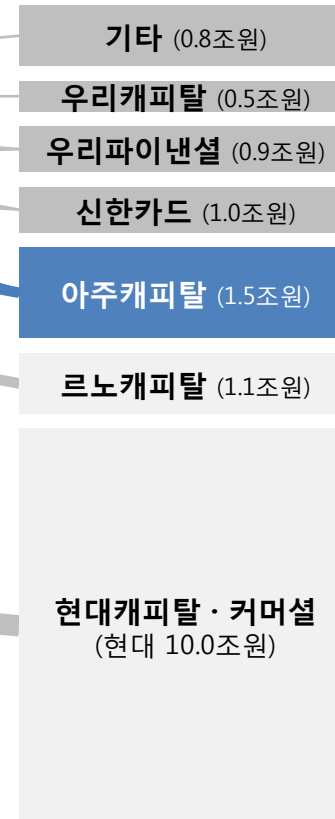 기타 (0.8조원)
우리캐피탈 (0.5조원)
우리파이낸셜 (0.9조원)
신한카드 (1.0조원)
아주캐피탈 (1.5조원)
르노캐피탈 (1.1조원)
현대캐피탈 · 커머셜
(현대 10.0조원)